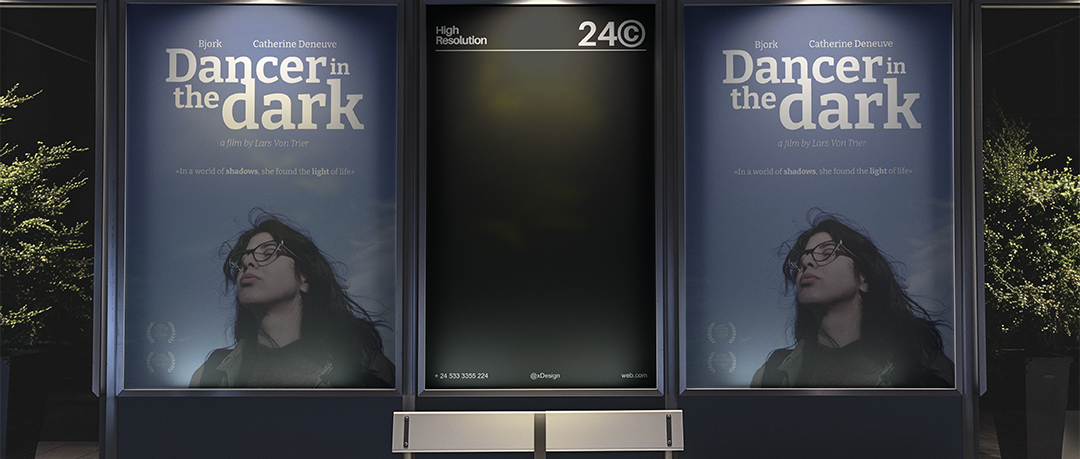 Bjork Catherine Deneuve
Dancer in
the dark
a film by Lars Von Trier
«In a world of shadows, she found the light of life»
High
Resolution
24©
+ 24 533 3355 224 @xDesign web.com
Bjork Catherine Deneuve
Dancer in
the dark
a film by Lars Von Trier
«In a world of shadows, she found the light of life»